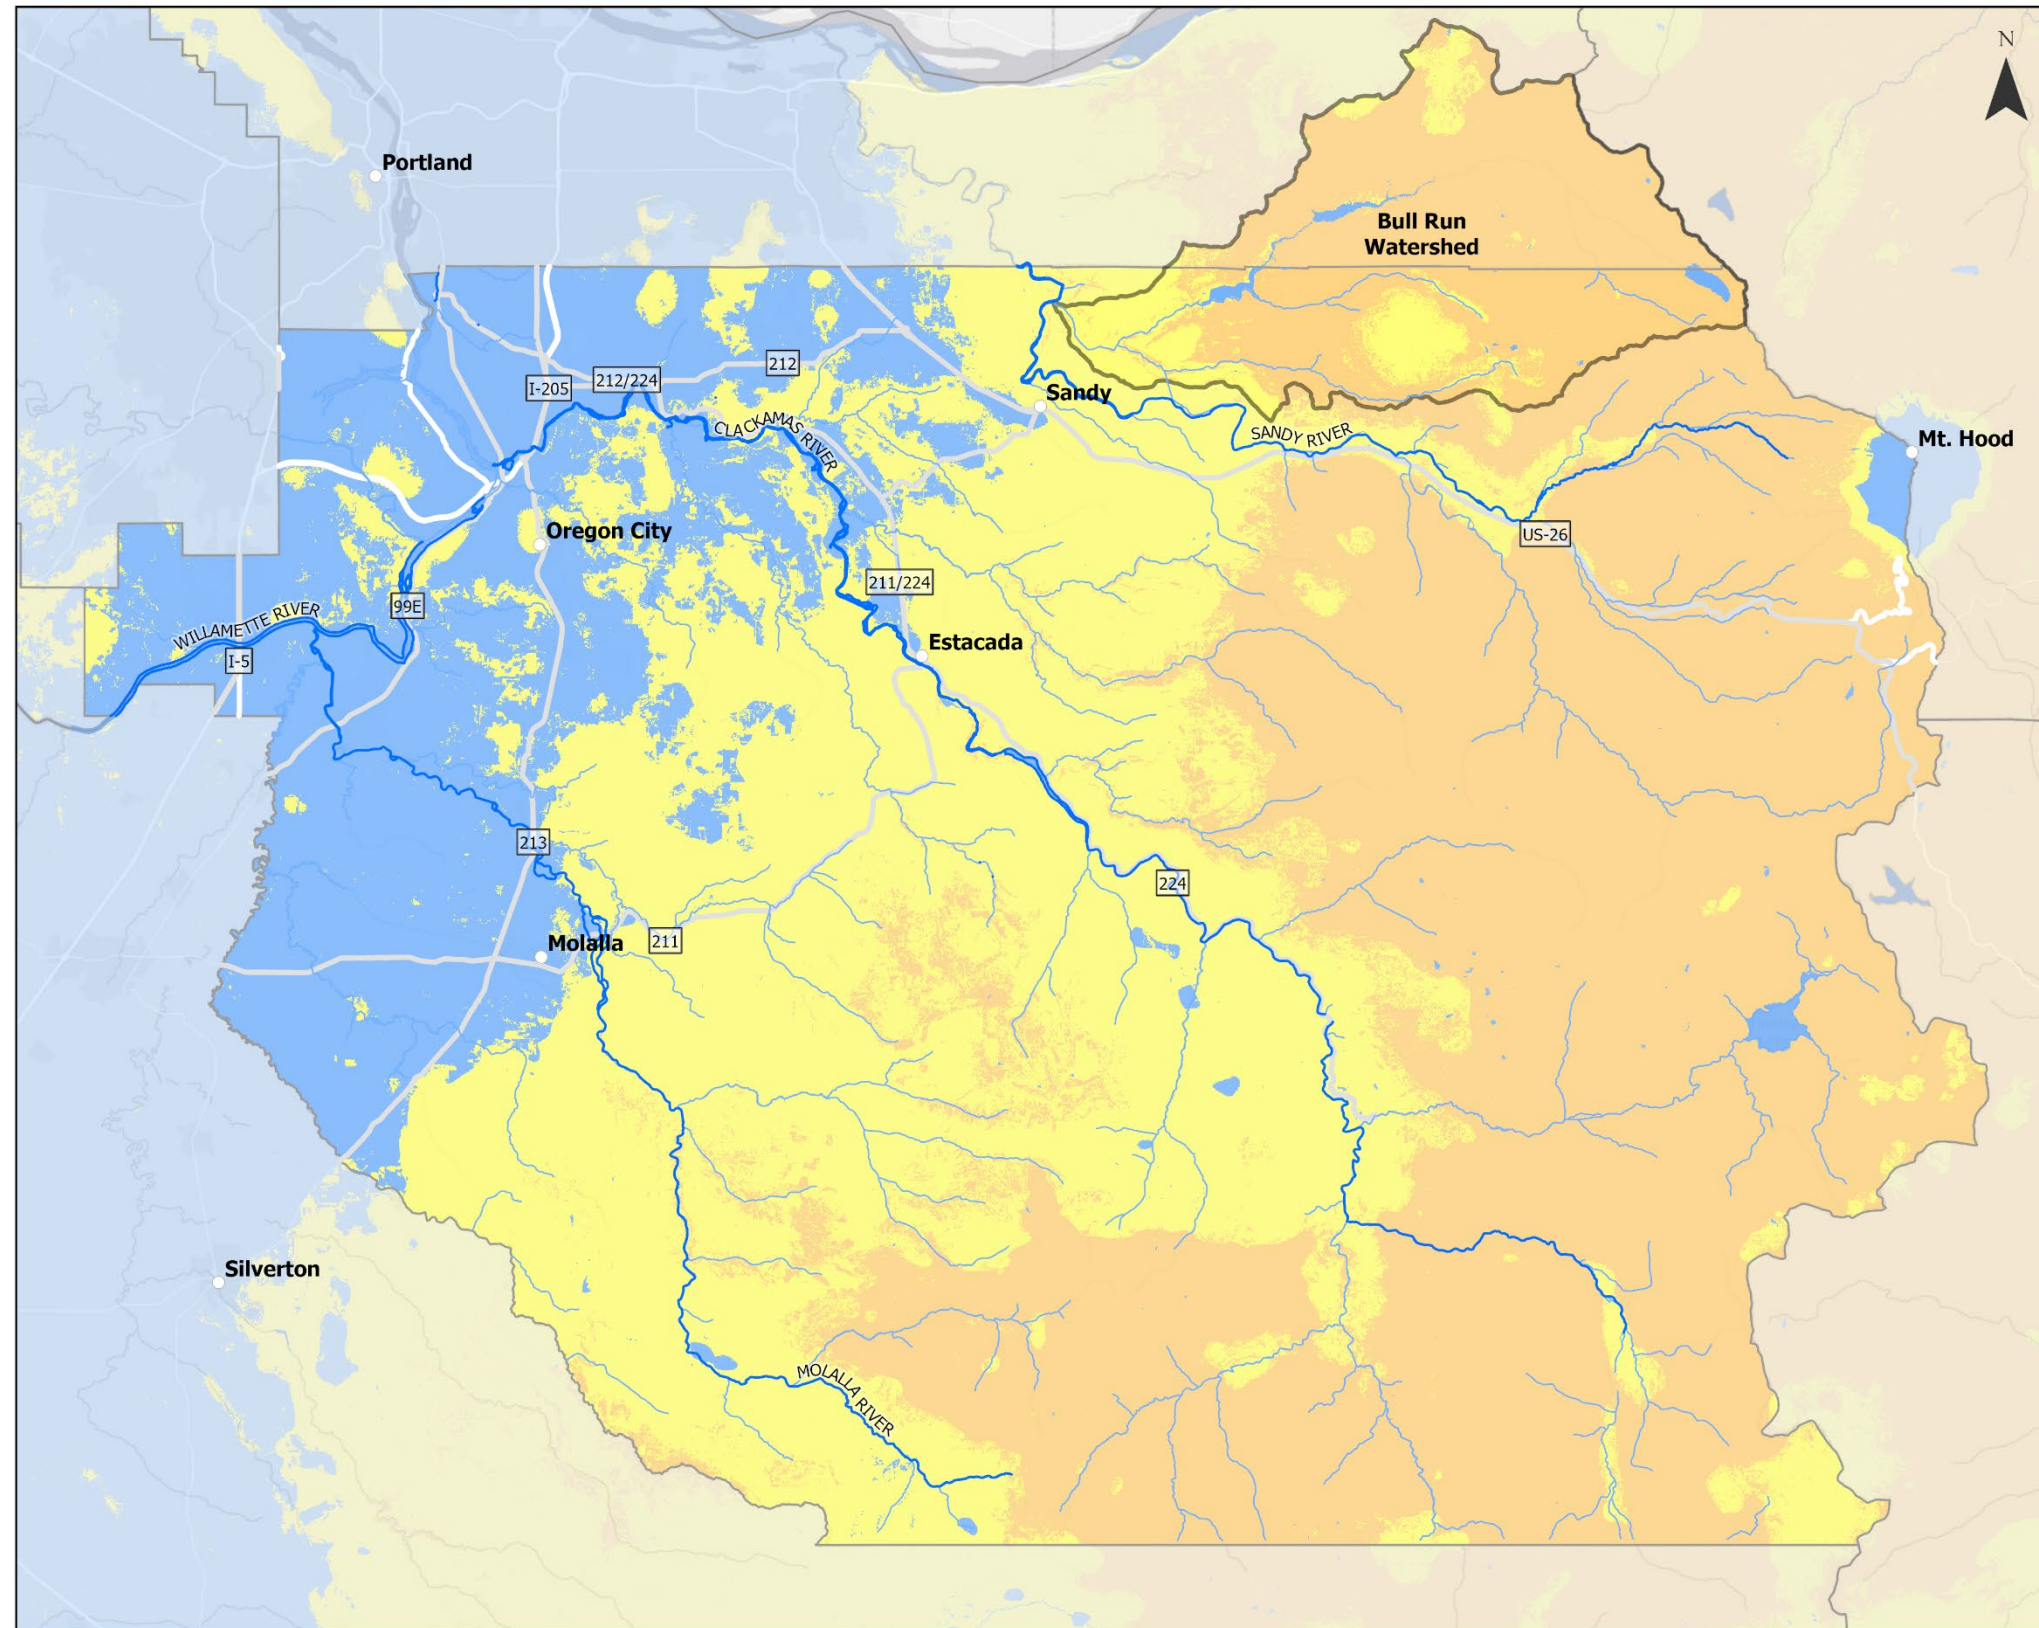 N
Portland
Bull Run
Watershed
212
212/224
I-205
Sandy
CLACKAMAS RIVER
SANDY RIVER
Mt. Hood
Oregon City
US-26
211/224
99E
WILLAMETTE RIVER
I-5
Estacada
213
224
Molalla
211
Silverton
MOLALLA RIVER